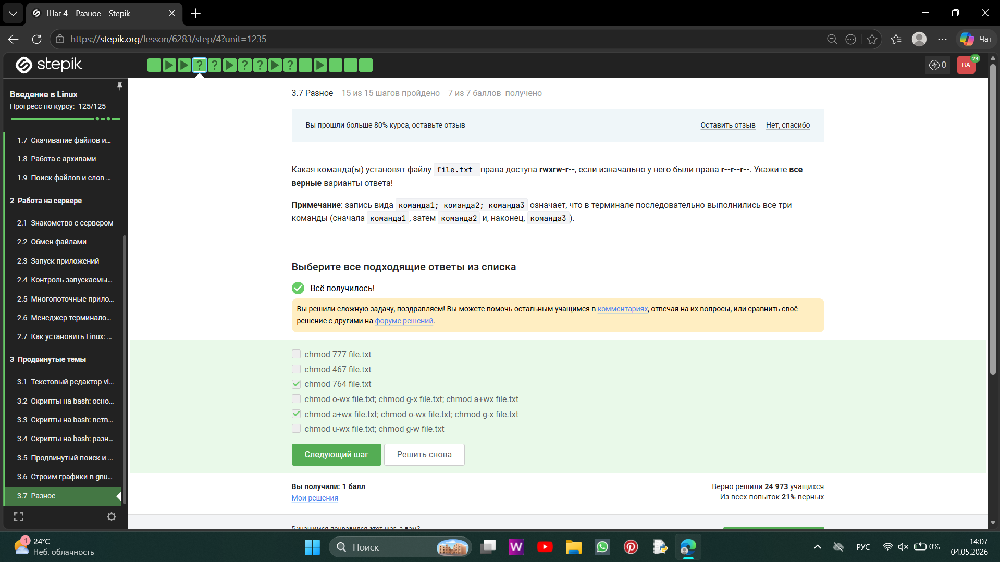 Шаг 4 – Разное – Stepik
https://stepik.org/lesson/6283/step/4?unit=1235
Чат
stepik
0
BA
24
Введение в Linux
Прогресс по курсу: 125/125
1.7 Скачивание файлов и...
1.8 Работа с архивами
1.9 Поиск файлов и слов ...
2 Работа на сервере
2.1 Знакомство с сервером
2.2 Обмен файлами
2.3 Запуск приложений
2.4 Контроль запускаемы...
2.5 Многопоточные прило...
2.6 Менеджер терминало...
2.7 Как установить Linux: ...
3 Продвинутые темы
3.1 Текстовый редактор vi...
3.2 Скрипты на bash: осно...
3.3 Скрипты на bash: ветв...
3.4 Скрипты на bash: разн...
3.5 Продвинутый поиск и ...
3.6 Строим графики в gnu...
3.7 Разное
3.7 Разное 15 из 15 шагов пройдено 7 из 7 баллов получено
Вы прошли больше 80% курса, оставьте отзыв Оставить отзыв Нет, спасибо
Какая команда(ы) установят файлу file.txt права доступа rwxrw-r--, если изначально у него были права r--r--r--. Укажите все
верные варианты ответа!
Примечание: запись вида команда1; команда2; команда3 означает, что в терминале последовательно выполнились все три
команды (сначала команда1, затем команда2 и, наконец, команда3).
Выберите все подходящие ответы из списка
Всё получилось!
Вы решили сложную задачу, поздравляем! Вы можете помочь остальным учащимся в комментариях, отвечая на их вопросы, или сравнить своё
решение с другими на форуме решений.
chmod 777 file.txt
chmod 467 file.txt
chmod 764 file.txt
chmod o-wx file.txt; chmod g-x file.txt; chmod a+wx file.txt
chmod a+wx file.txt; chmod o-wx file.txt; chmod g-x file.txt
chmod u-wx file.txt; chmod g-w file.txt
Следующий шаг Решить снова
Вы получили: 1 балл
Мои решения
Верно решили 24 973 учащихся
Из всех попыток 21% верных
5 учащимся понравился этот шаг, а вам?
1
24°C
Неб. облачность
Поиск
W
РУС
0%
14:07
04.05.2026